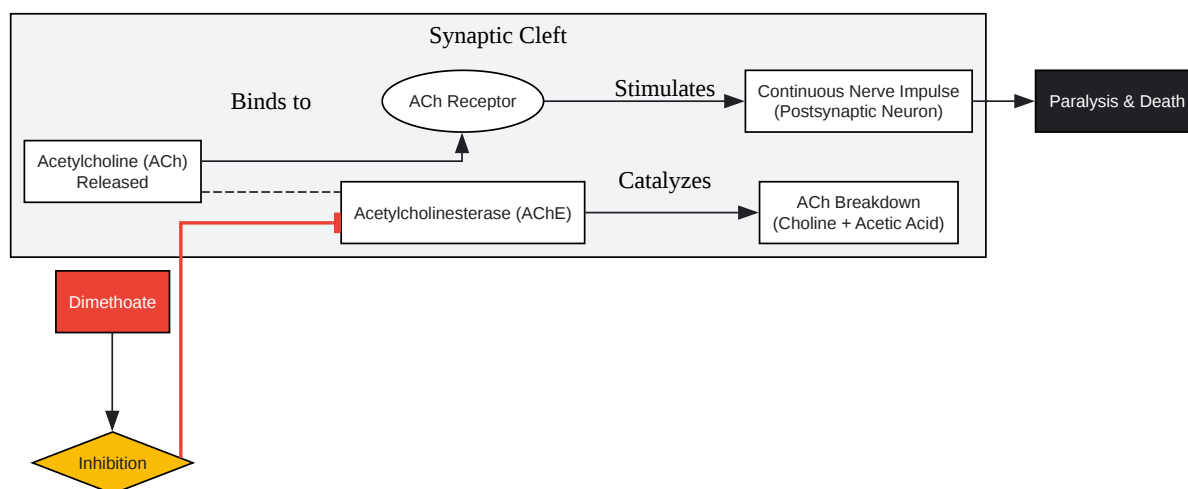 Synaptic Cleft
Binds to
ACh Receptor
Stimulates
Continuous Nerve Impulse
(Postsynaptic Neuron)
Paralysis & Death
Acetylcholine (ACh)
Released
Acetylcholinesterase (AChE)
Catalyzes
ACh Breakdown
(Choline + Acetic Acid)
Dimethoate
Inhibition